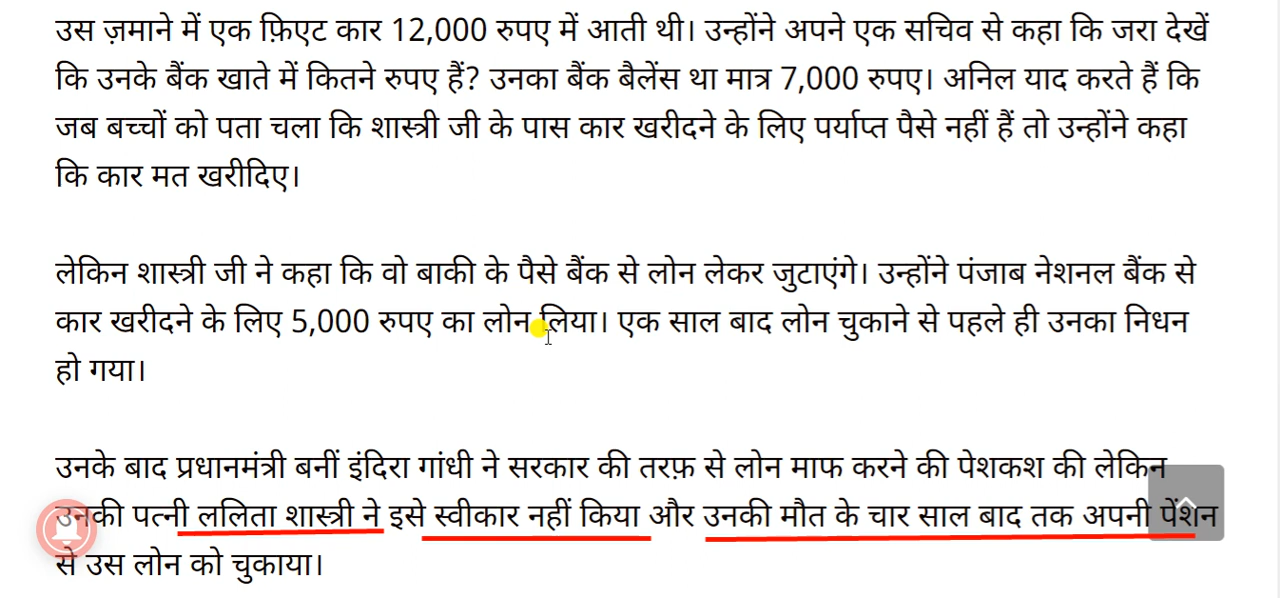 उस ज़माने में एक फ़िएट कार 12,000 रुपए में आती थी। उन्होंने अपने एक सचिव से कहा कि जरा देखें
कि उनके बैंक खाते में कितने रुपए हैं? उनका बैंक बैलेंस था मात्र 7,000 रुपए। अनिल याद करते हैं कि
जब बच्चों को पता चला कि शास्त्री जी के पास कार खरीदने के लिए पर्याप्त पैसे नहीं हैं तो उन्होंने कहा
कि कार मत खरीदिए।
लेकिन शास्त्री जी ने कहा कि वो बाकी के पैसे बैंक से लोन लेकर जुटाएंगे। उन्होंने पंजाब नेशनल बैंक से
कार खरीदने के लिए 5,000 रुपए का लोन लिया। एक साल बाद लोन चुकाने से पहले ही उनका निधन
हो गया।
उनके बाद प्रधानमंत्री बनीं इंदिरा गांधी ने सरकार की तरफ़ से लोन माफ करने की पेशकश की लेकिन
उनकी पत्नी ललिता शास्त्री ने इसे स्वीकार नहीं किया और उनकी मौत के चार साल बाद तक अपनी पेंशन
से उस लोन को चुकाया।